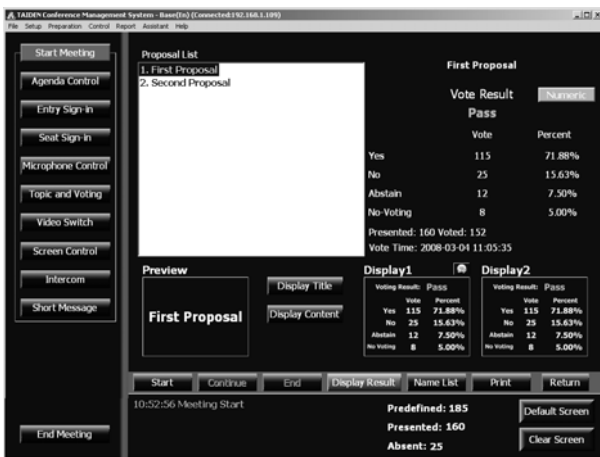 TAIDEN Conference Management System - Base(En) (Connected:192.168.1.109)
File Setup Preparation Control Report Assistant Help
Start Meeting
Agenda Control
Entry Sign-in
Seat Sign-in
Microphone Control
Topic and Voting
Video Switch
Screen Control
Intercom
Short Message
End Meeting
Proposal List
1. First Proposal
2. Second Proposal
First Proposal
Vote Result Numeric
Pass
Vote Percent
Yes 115 71.88%
No 25 15.63%
Abstain 12 7.50%
No-Voting 8 5.00%
Presented: 160 Voted: 152
Vote Time: 2008-03-04 11:05:35
Preview
First Proposal
Display Title
Display Content
Display1
Voting Result: Pass
Vote Percent
Yes 115 71.88%
No 25 15.63%
Abstain 12 7.50%
No Voting 8 5.00%
Display2
Voting Result: Pass
Vote Percent
Yes 115 71.88%
No 25 15.63%
Abstain 12 7.50%
No Voting 8 5.00%
Start Continue End Display Result Name List Print Return
10:52:56 Meeting Start
Predefined: 185
Presented: 160
Absent: 25
Default Screen
Clear Screen